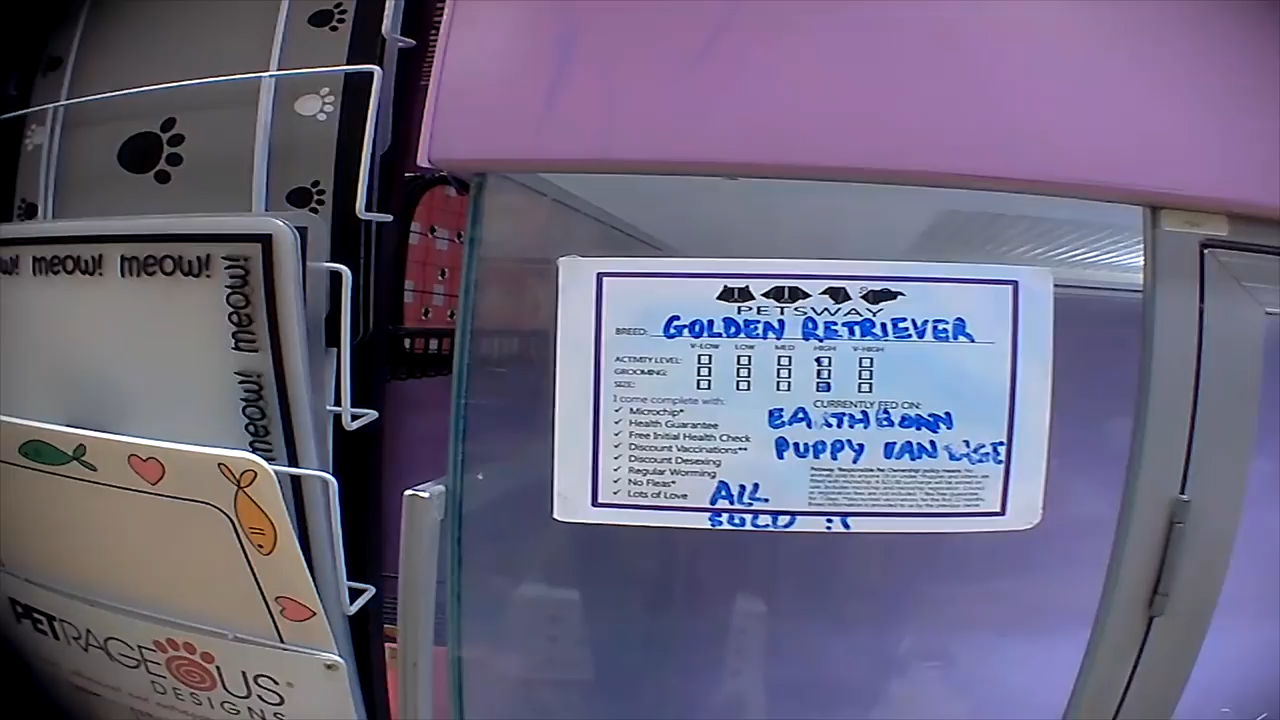 meow! meow!
meow! meow! meow!
PETRAGEOUS
DESIGNS
PETSWAY
BREED: GOLDEN RETRIEVER
V-LOW LOW MED HIGH V-HIGH
ACTIVITY LEVEL:
GROOMING:
SIZE:
I come complete with:
✓ Microchip*
✓ Health Guarantee
✓ Free Initial Health Check
✓ Discount Vaccinations**
✓ Discount Desexing
✓ Regular Worming
✓ No Fleas*
✓ Lots of Love
CURRENTLY FED ON:
EARTHBORN
PUPPY VANTAGE
ALL
SOLD :(